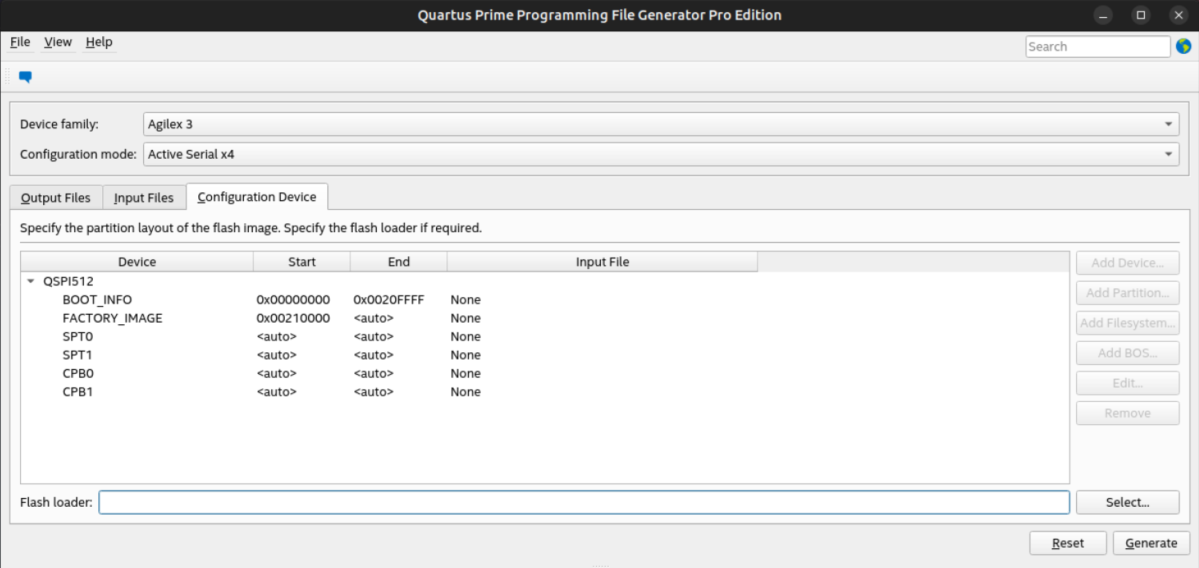 Quartus Prime Programming File Generator Pro Edition
File View Help
Search
Device family: Agilex 3
Configuration mode: Active Serial x4
Output Files Input Files Configuration Device
Specify the partition layout of the flash image. Specify the flash loader if required.
Device Start End Input File
QSPI512
BOOT_INFO 0x00000000 0x0020FFFF None
FACTORY_IMAGE 0x00210000 <auto> None
SPT0 <auto> <auto> None
SPT1 <auto> <auto> None
CPB0 <auto> <auto> None
CPB1 <auto> <auto> None
Add Device...
Add Partition...
Add Filesystem...
Add BOS...
Edit...
Remove
Flash loader: Select...
Reset Generate